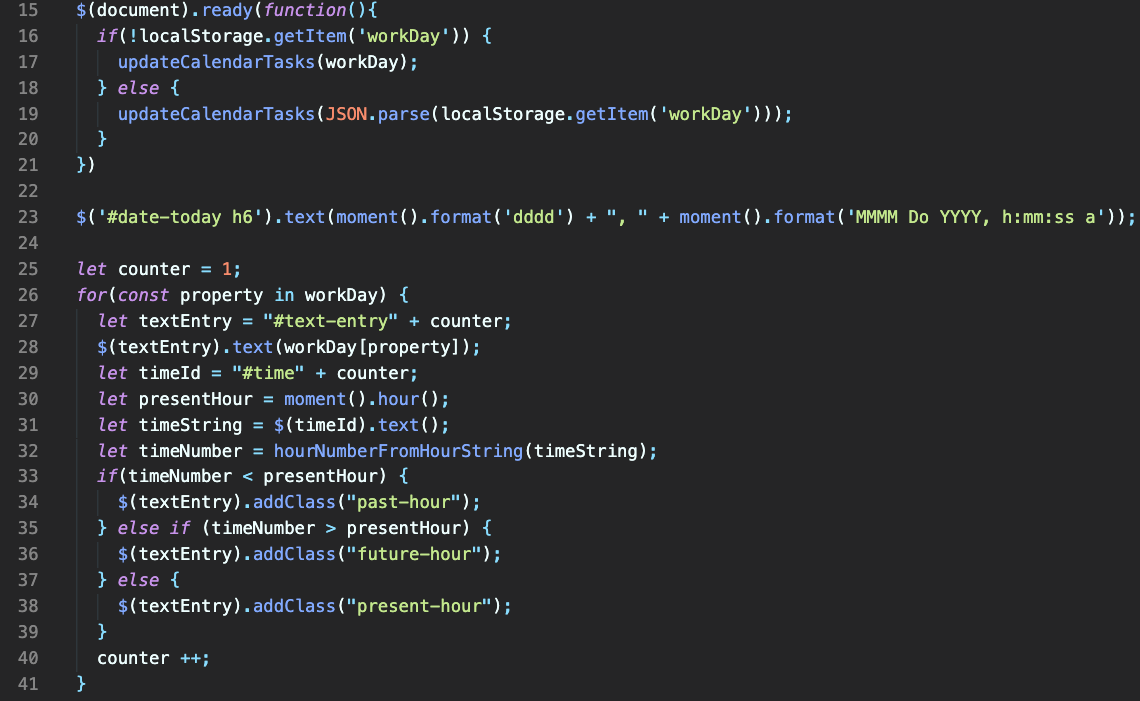 15 $(document).ready(function(){
16   if(!localStorage.getItem('workDay')) {
17     updateCalendarTasks(workDay);
18   } else {
19     updateCalendarTasks(JSON.parse(localStorage.getItem('workDay')));
20   }
21 })
22
23 $('#date-today h6').text(moment().format('dddd') + ", " + moment().format('MMMM Do YYYY, h:mm:ss a'));
24
25 let counter = 1;
26 for(const property in workDay) {
27   let textEntry = "#text-entry" + counter;
28   $(textEntry).text(workDay[property]);
29   let timeId = "#time" + counter;
30   let presentHour = moment().hour();
31   let timeString = $(timeId).text();
32   let timeNumber = hourNumberFromHourString(timeString);
33   if(timeNumber < presentHour) {
34     $(textEntry).addClass("past-hour");
35   } else if (timeNumber > presentHour) {
36     $(textEntry).addClass("future-hour");
37   } else {
38     $(textEntry).addClass("present-hour");
39   }
40   counter ++;
41 }